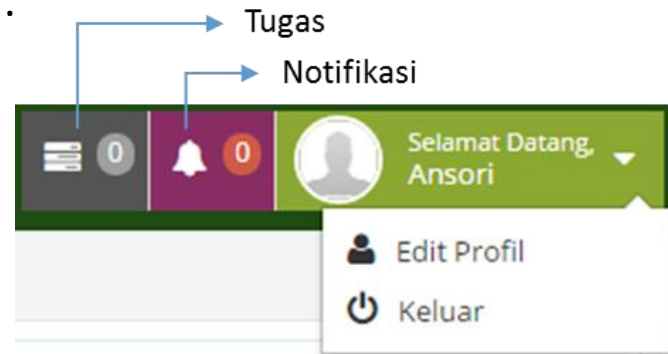 Tugas
Notifikasi
0
0
Selamat Datang,
Ansori
Edit Profil
Keluar